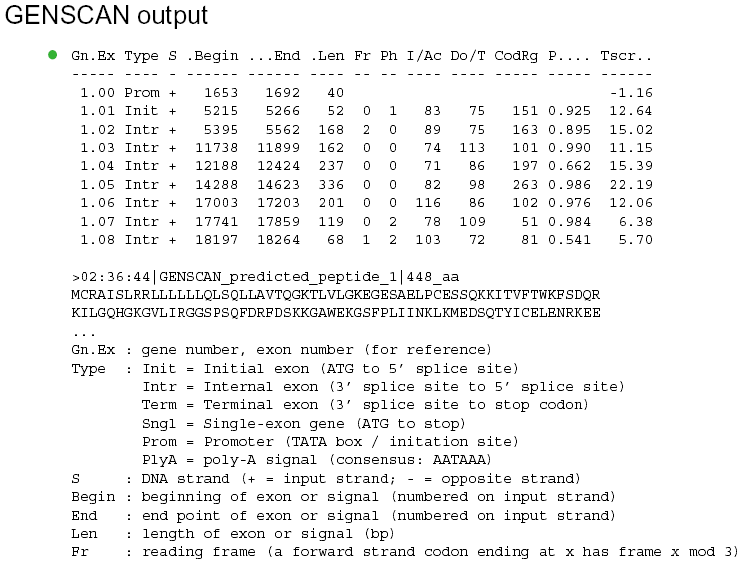 GENSCAN output
Gn.Ex Type S .Begin ...End .Len Fr Ph I/Ac Do/T CodRg P.... Tscr..
----- ---- - ------ ------ ---- -- -- ---- ---- ----- ----- ------
1.00 Prom + 1653 1692 40 -1.16
1.01 Init + 5215 5266 52 0 1 83 75 151 0.925 12.64
1.02 Intr + 5395 5562 168 2 0 89 75 163 0.895 15.02
1.03 Intr + 11738 11899 162 0 0 74 113 101 0.990 11.15
1.04 Intr + 12188 12424 237 0 0 71 86 197 0.662 15.39
1.05 Intr + 14288 14623 336 0 0 82 98 263 0.986 22.19
1.06 Intr + 17003 17203 201 0 0 116 86 102 0.976 12.06
1.07 Intr + 17741 17859 119 0 2 78 109 51 0.984 6.38
1.08 Intr + 18197 18264 68 1 2 103 72 81 0.541 5.70
>02:36:44|GENSCAN_predicted_peptide_1|448_aa
MCRAISLRRLLLLLLQLSQLLAVTQGKTLVLGKEGESAELPCESSQKKITVFTWKFSDQR
KILGQHGKGVLIRGGSPSQFDRFDSKKGAWEKGSFPLIINKLKMEDSQTYICELENRKEE
...
Gn.Ex : gene number, exon number (for reference)
Type : Init = Initial exon (ATG to 5' splice site)
Intr = Internal exon (3' splice site to 5' splice site)
Term = Terminal exon (3' splice site to stop codon)
Sngl = Single-exon gene (ATG to stop)
Prom = Promoter (TATA box / initation site)
PlyA = poly-A signal (consensus: AATAAA)
S : DNA strand (+ = input strand; - = opposite strand)
Begin : beginning of exon or signal (numbered on input strand)
End : end point of exon or signal (numbered on input strand)
Len : length of exon or signal (bp)
Fr : reading frame (a forward strand codon ending at x has frame x mod 3)